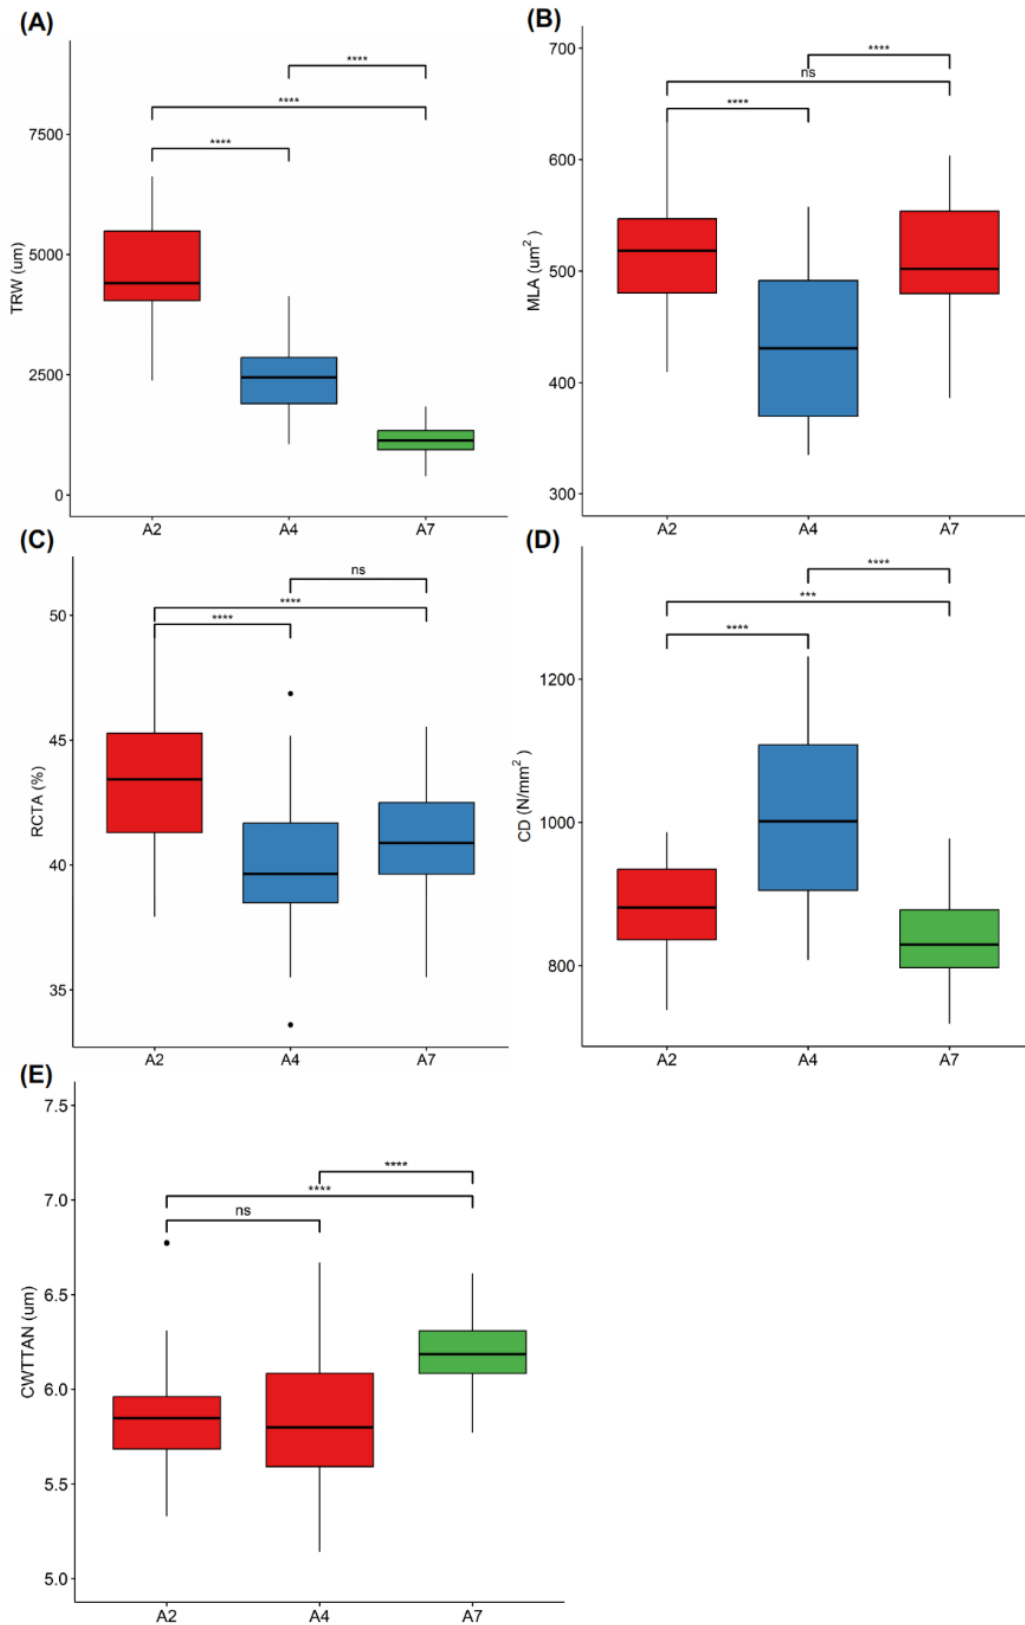 (A)
TRW (um)
7500
5000
2500
0
****
****
****
A2 A4 A7
(B)
MLA (um²)
700
600
500
400
300
****
ns
****
A2 A4 A7
(C)
RCTA (%)
50
45
40
35
ns
****
****
A2 A4 A7
(D)
CD (N/mm²)
1200
1000
800
****
***
****
A2 A4 A7
(E)
CWTTAN (um)
7.5
7.0
6.5
6.0
5.5
5.0
****
****
ns
A2 A4 A7